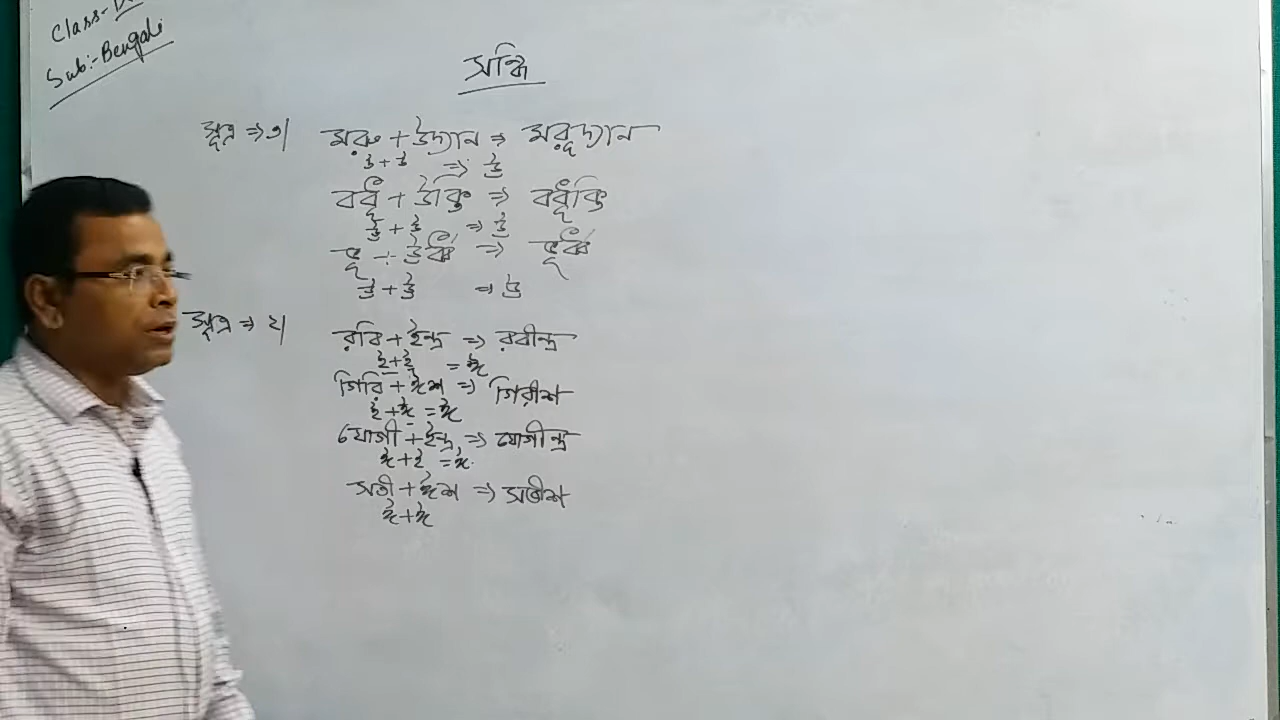 Class-
Sub:-Bengali
সন্ধি
সূত্র ⇒ ৩| মরু + উদ্যান ⇒ মরূদ্যান
উ + উ ⇒ ঊ
বধূ + উক্তি ⇒ বধূক্তি
ঊ + উ ⇒ ঊ
ভূ + ঊর্ধ্ব ⇒ ভূর্ধ্ব
ঊ + ঊ ⇒ ঊ
সূত্র ⇒ ২| রবি + ইন্দ্র ⇒ রবীন্দ্র
ই + ই = ঈ
গিরি + ঈশ ⇒ গিরীশ
ই + ঈ = ঈ
যোগী + ইন্দ্র ⇒ যোগীন্দ্র
ঈ + ই = ঈ
সতী + ঈশ ⇒ সতীশ
ঈ + ঈ